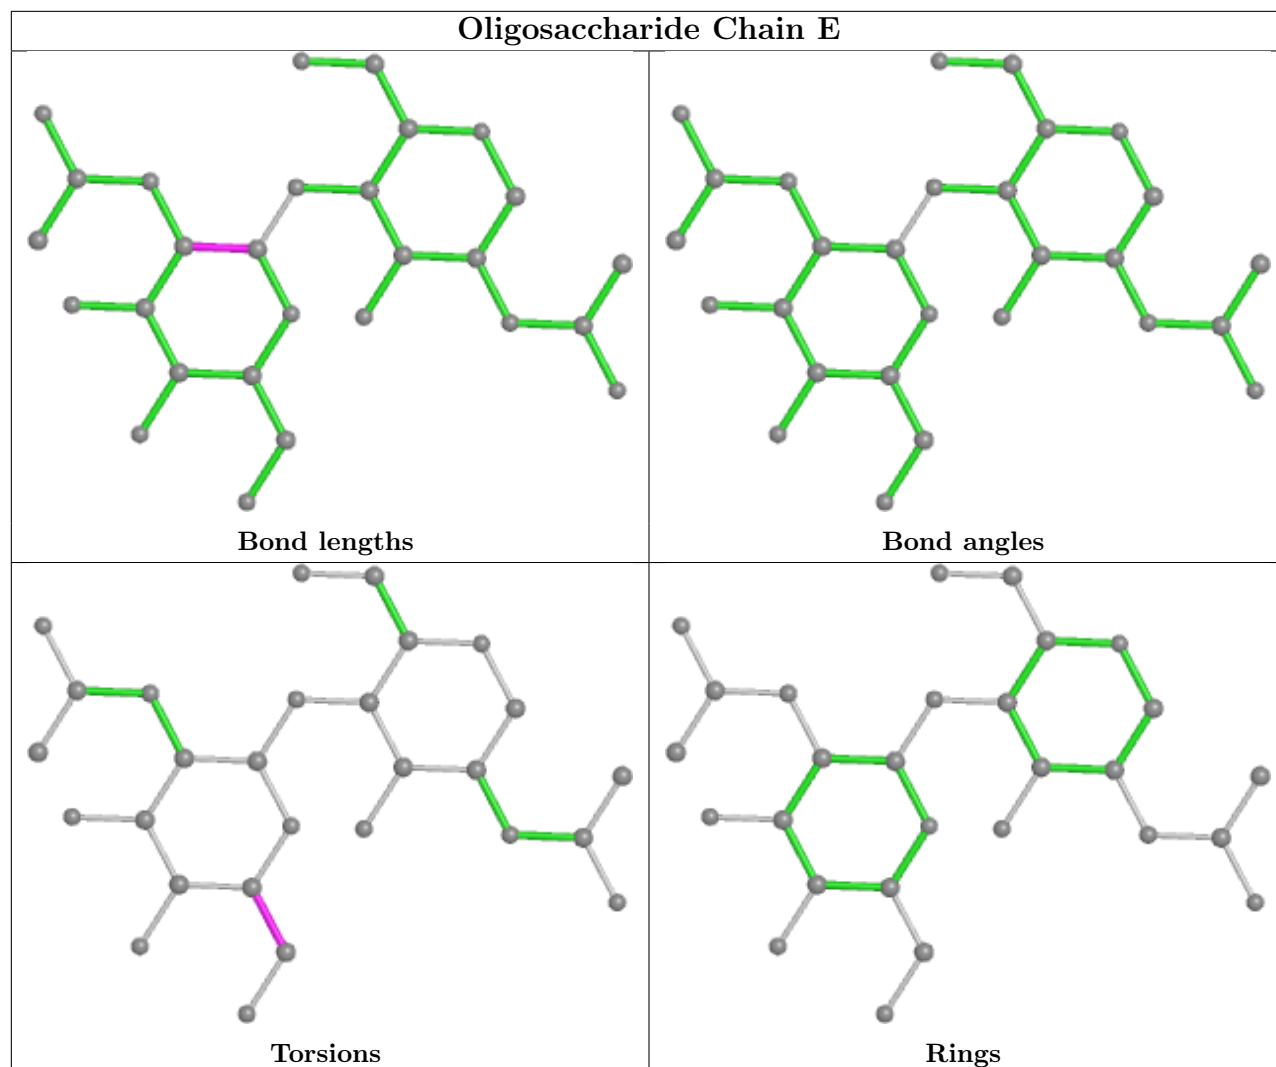 Oligosaccharide Chain E
Bond lengths
Bond angles
Torsions
Rings